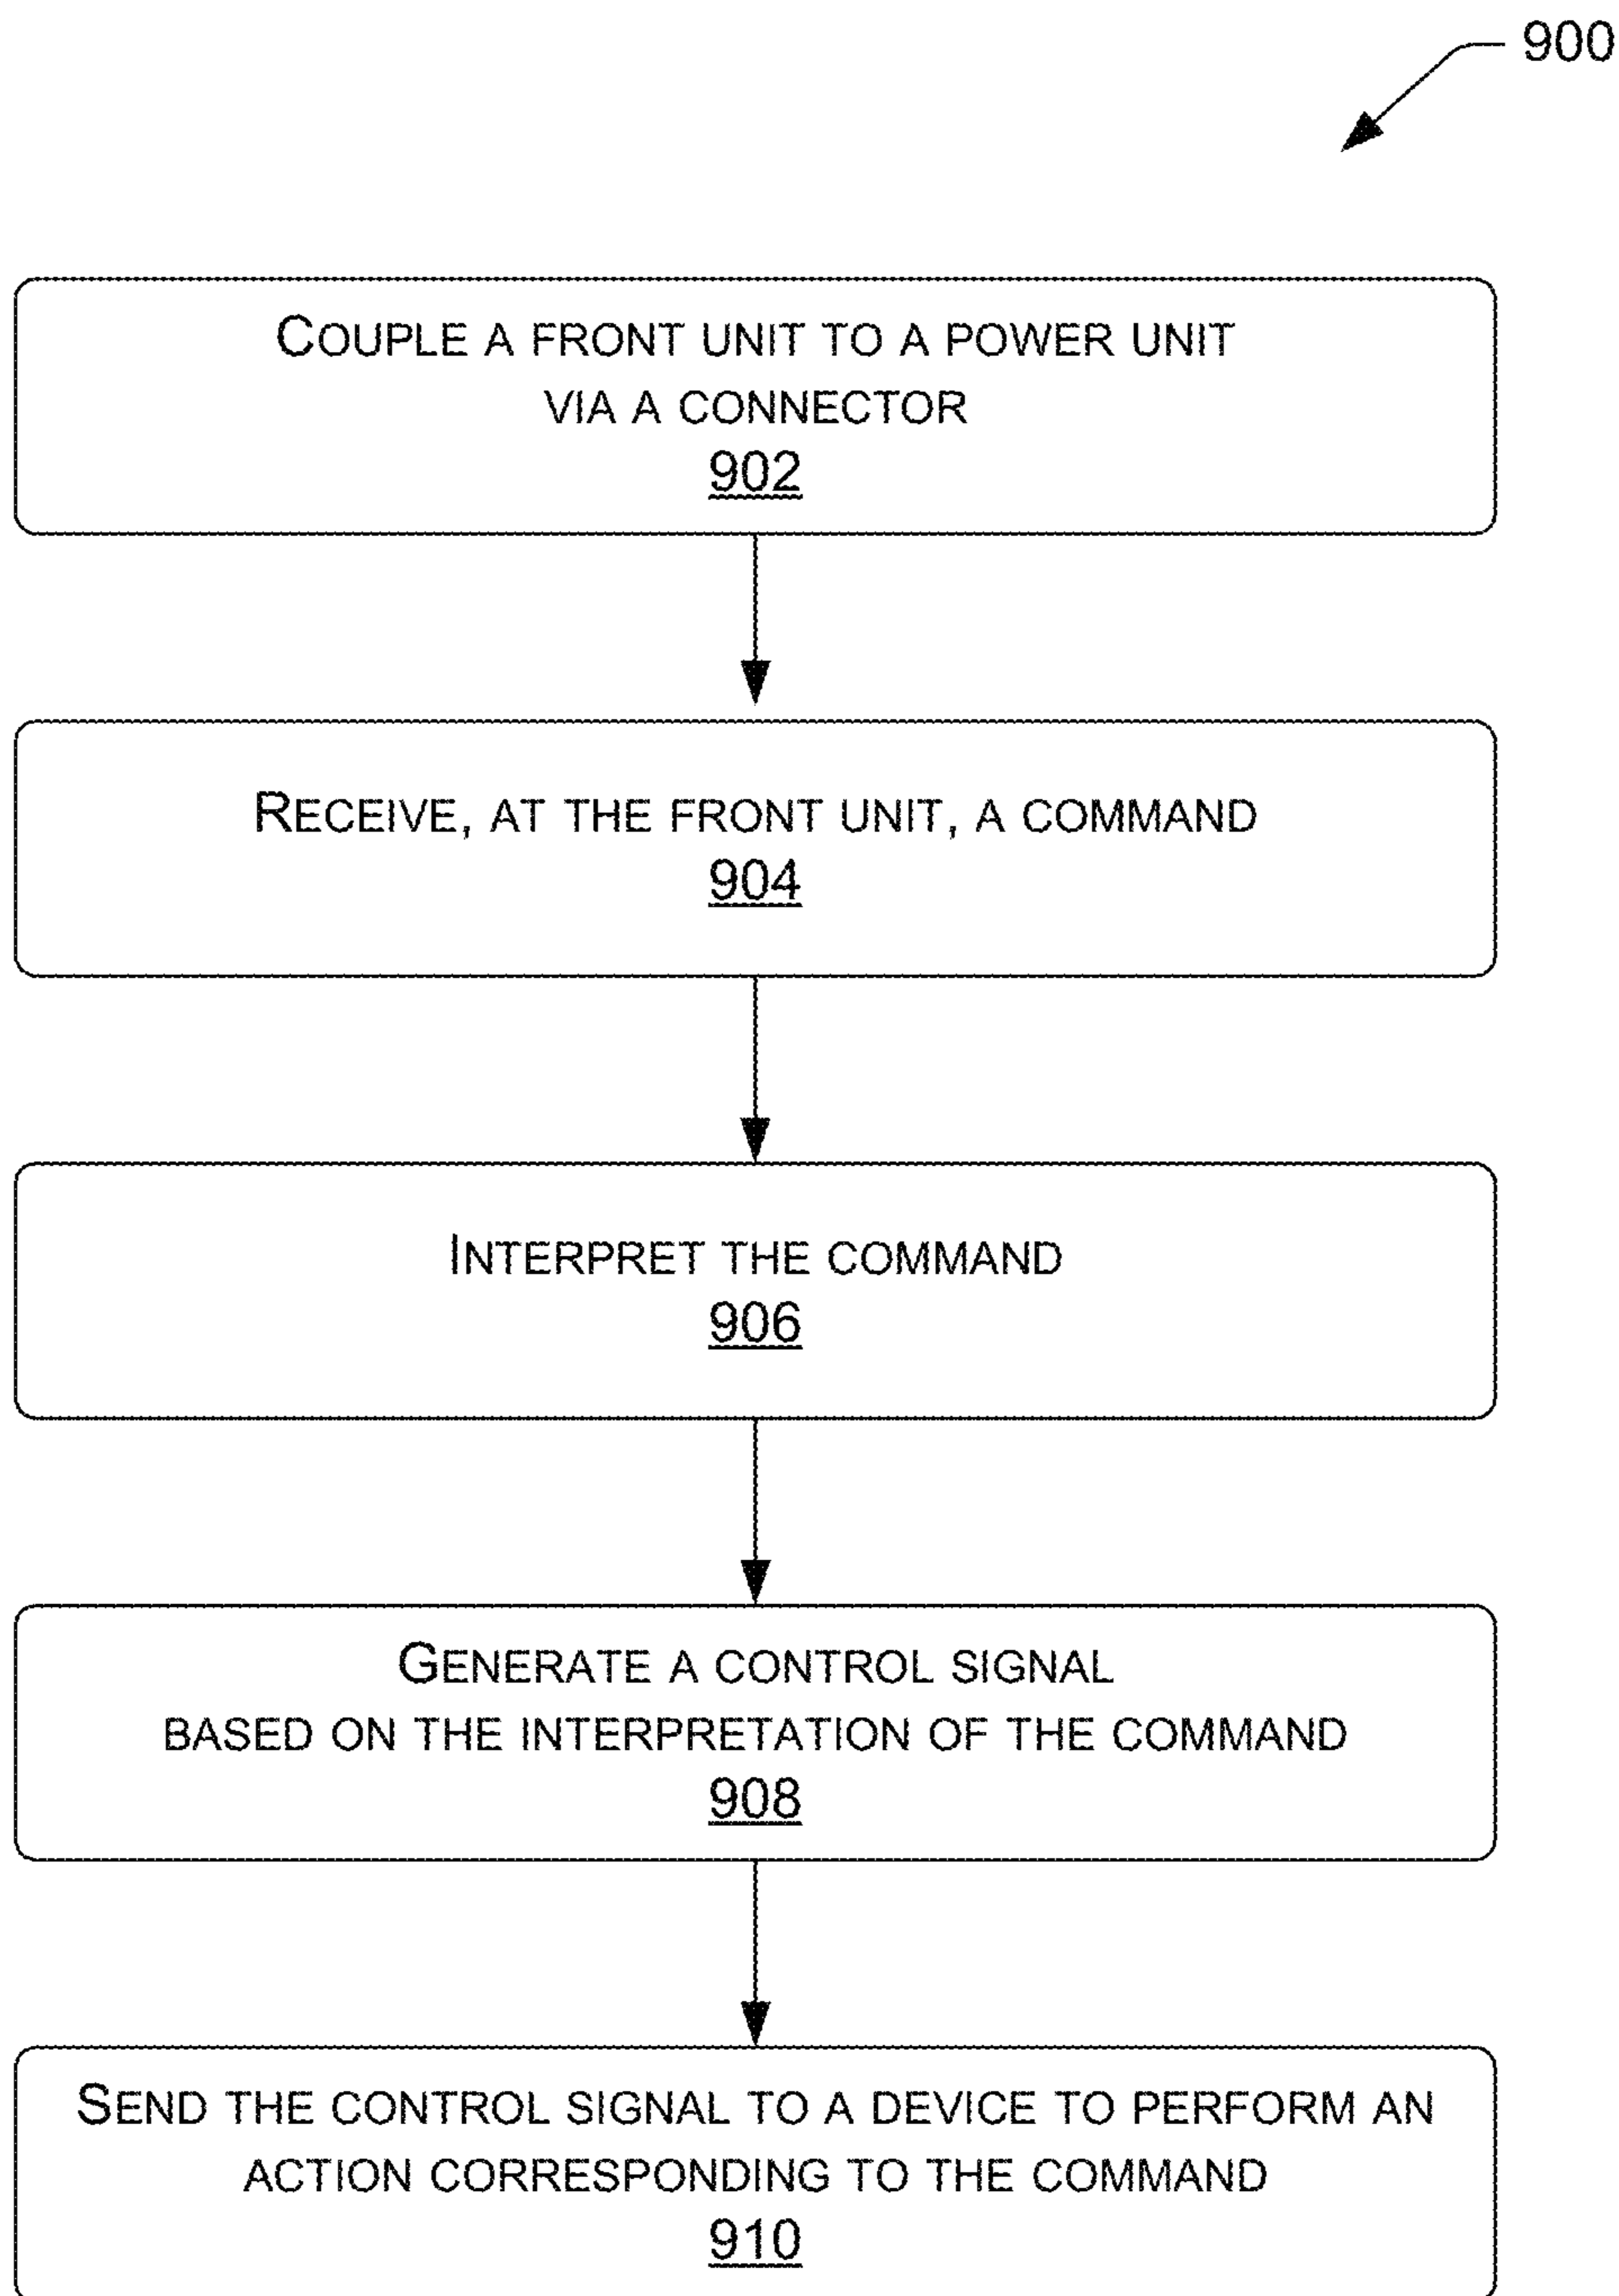 900
COUPLE A FRONT UNIT TO A POWER UNIT
VIA A CONNECTOR
902
RECEIVE, AT THE FRONT UNIT, A COMMAND
904
INTERPRET THE COMMAND
906
GENERATE A CONTROL SIGNAL
BASED ON THE INTERPRETATION OF THE COMMAND
908
SEND THE CONTROL SIGNAL TO A DEVICE TO PERFORM AN
ACTION CORRESPONDING TO THE COMMAND
910